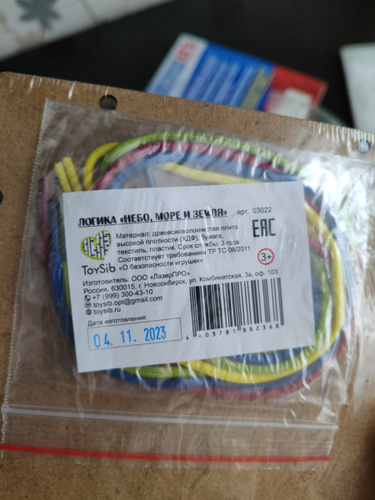 ЛОГИКА «НЕБО, МОРЕ И ЗЕМЛЯ» арт. 03022
Материал: древесноволокнистая плита
высокой плотности (ХДФ), бумага,
текстиль, пластик. Срок службы: 3 года
Соответствует требованиям ТР ТС 08/2011
«О безопасности игрушек»
EAC
ToySib
3+
Изготовитель: ООО «ЛазерПРО»
Россия, 630015, г. Новосибирск, ул. Комбинатская, 3а, оф. 103
+7 (999) 300-43-10
toysib.opt@gmail.com
toysib.ru
Дата изготовления:
04. 11. 2023